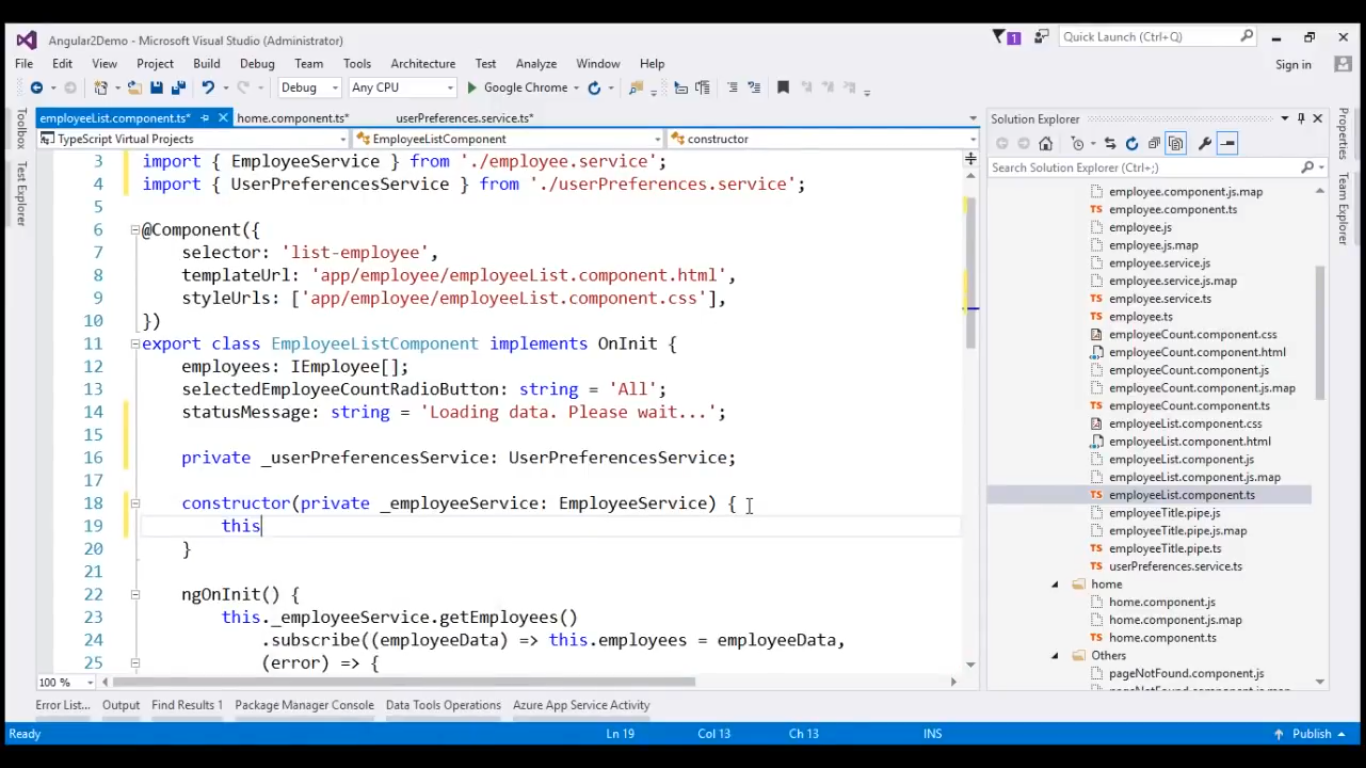 Angular2Demo - Microsoft Visual Studio (Administrator)
1
Quick Launch (Ctrl+Q)
File Edit View Project Build Debug Team Tools Architecture Test Analyze Window Help
Sign in
Debug Any CPU Google Chrome
Toolbox
Test Explorer
employeeList.component.ts* home.component.ts* userPreferences.service.ts*
TypeScript Virtual Projects EmployeeListComponent constructor
3 import { EmployeeService } from './employee.service';
4 import { UserPreferencesService } from './userPreferences.service';
5
6 @Component({
7 selector: 'list-employee',
8 templateUrl: 'app/employee/employeeList.component.html',
9 styleUrls: ['app/employee/employeeList.component.css'],
10 })
11 export class EmployeeListComponent implements OnInit {
12 employees: IEmployee[];
13 selectedEmployeeCountRadioButton: string = 'All';
14 statusMessage: string = 'Loading data. Please wait...';
15
16 private _userPreferencesService: UserPreferencesService;
17
18 constructor(private _employeeService: EmployeeService) {
19 this
20 }
21
22 ngOnInit() {
23 this._employeeService.getEmployees()
24 .subscribe((employeeData) => this.employees = employeeData,
25 (error) => {
100 %
Solution Explorer
Search Solution Explorer (Ctrl+;)
employee.component.js.map
TS employee.component.ts
employee.js
employee.js.map
employee.service.js
employee.service.js.map
TS employee.service.ts
TS employee.ts
employeeCount.component.css
employeeCount.component.html
employeeCount.component.js
employeeCount.component.js.map
TS employeeCount.component.ts
employeeList.component.css
employeeList.component.html
employeeList.component.js
employeeList.component.js.map
TS employeeList.component.ts
employeeTitle.pipe.js
employeeTitle.pipe.js.map
TS employeeTitle.pipe.ts
TS userPreferences.service.ts
home
home.component.js
home.component.js.map
TS home.component.ts
Others
pageNotFound.component.js
Properties
Team Explorer
Error List... Output Find Results 1 Package Manager Console Data Tools Operations Azure App Service Activity
Ready Ln 19 Col 13 Ch 13 INS Publish